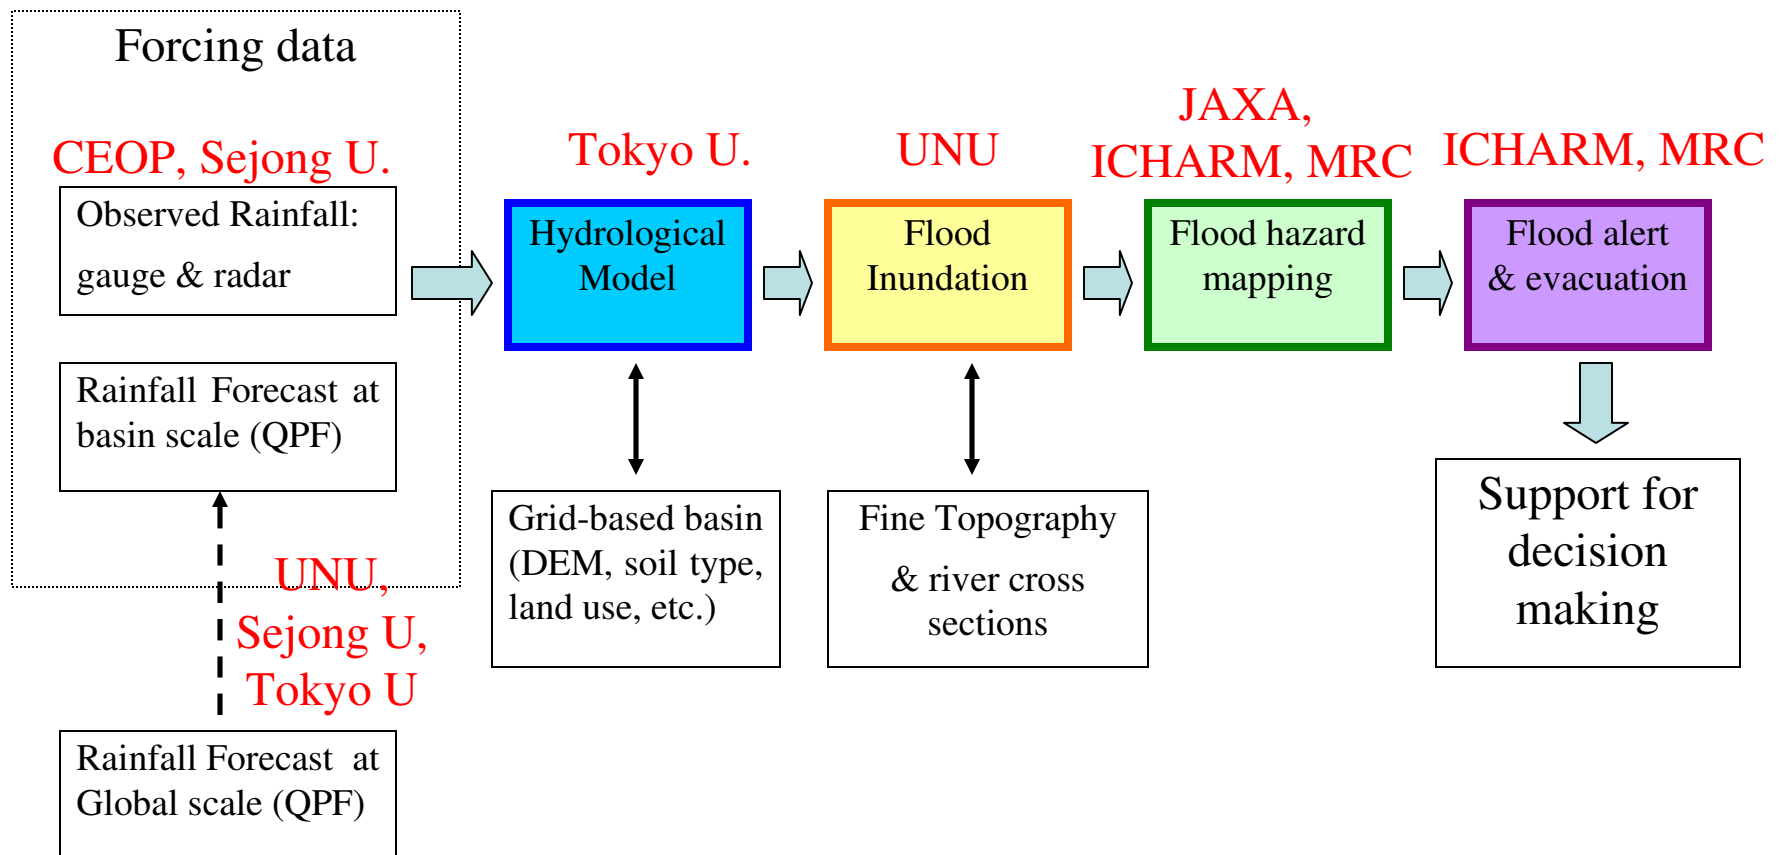 Forcing data
CEOP, Sejong U.
Observed Rainfall:
gauge & radar
Rainfall Forecast at
basin scale (QPF)
UNU,
Sejong U,
Tokyo U
Rainfall Forecast at
Global scale (QPF)
Tokyo U.
Hydrological
Model
Grid-based basin
(DEM, soil type,
land use, etc.)
UNU
Flood
Inundation
Fine Topography
& river cross
sections
JAXA,
ICHARM, MRC
Flood hazard
mapping
ICHARM, MRC
Flood alert
& evacuation
Support for
decision
making